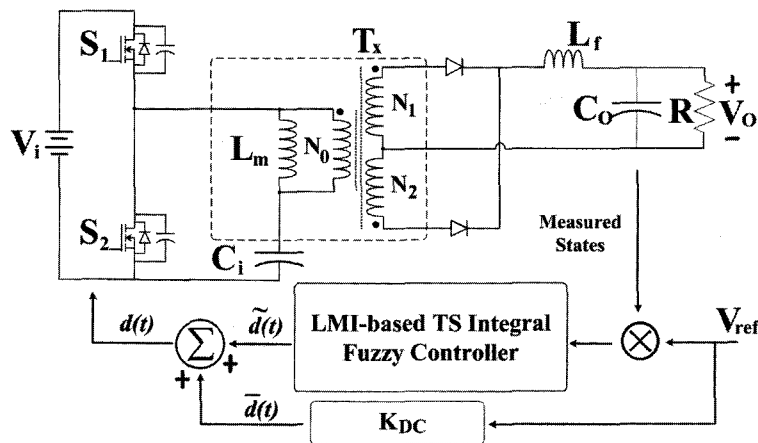 S1
Tx
Lf
N1
CO
R
+
VO
-
Vi
Lm
N0
N2
S2
Ci
Measured
States
d(t)
Σ
+
+
d̃(t)
LMI-based TS Integral
Fuzzy Controller
Vref
d̄(t)
KDC